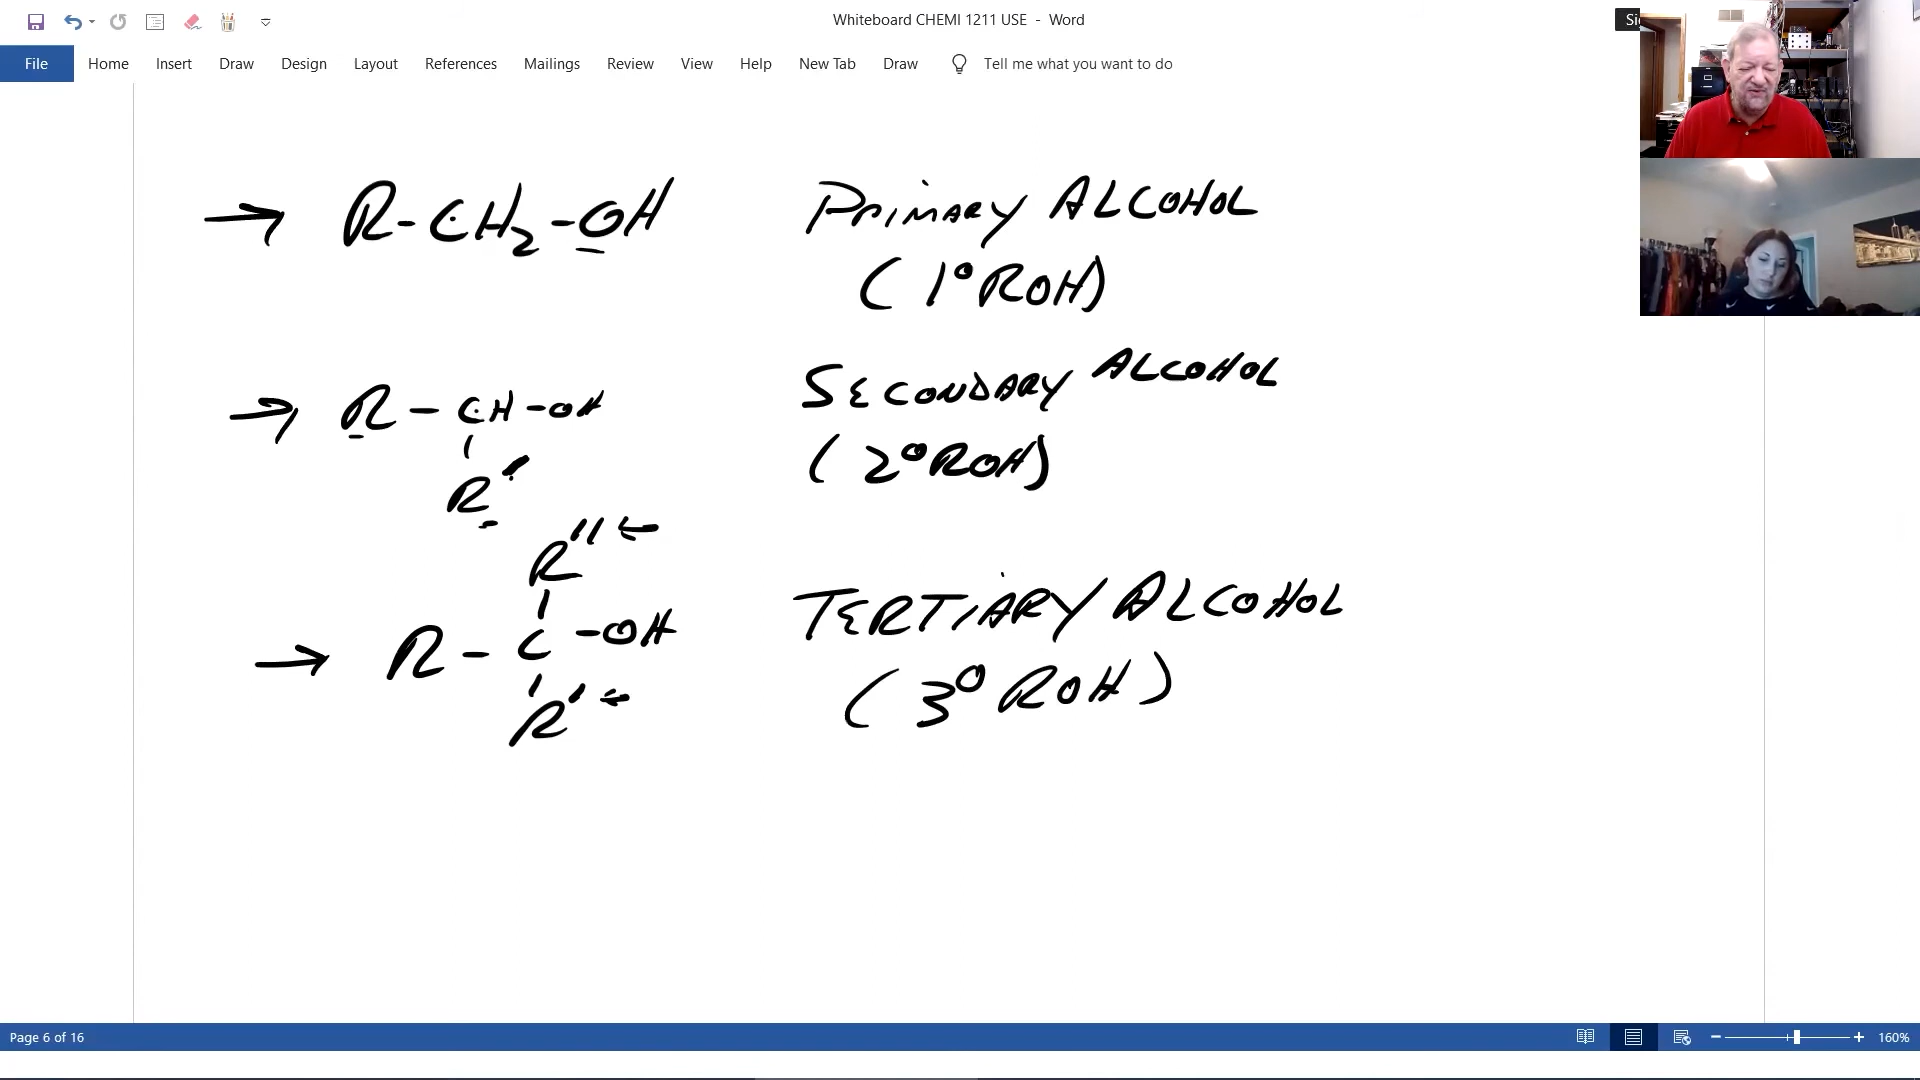 Whiteboard CHEMI 1211 USE - Word
Si
File Home Insert Draw Design Layout References Mailings Review View Help New Tab Draw Tell me what you want to do
→ R-CH2-OH PRIMARY ALCOHOL
(1° ROH)
→ R - CH -OH SECONDARY ALCOHOL
R' (2° ROH)
R'' ←
→ R - C -OH TERTIARY ALCOHOL
R' ← (3° ROH)
Page 6 of 16 160%